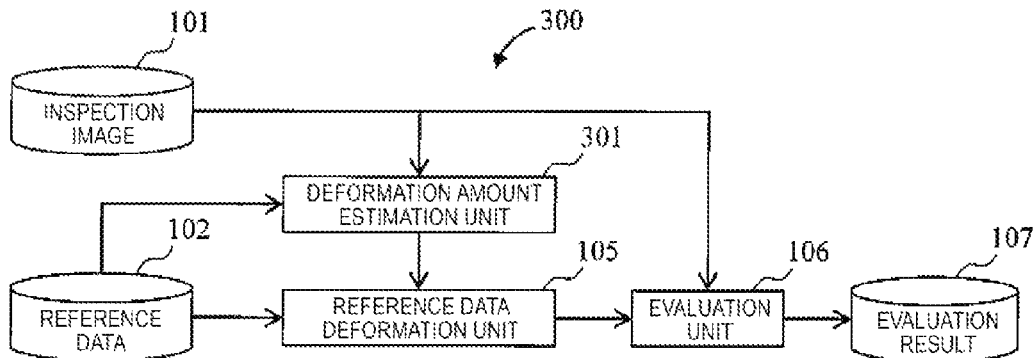 300
101
INSPECTION
IMAGE
301
DEFORMATION AMOUNT
ESTIMATION UNIT
102
REFERENCE
DATA
105
REFERENCE DATA
DEFORMATION UNIT
106
EVALUATION
UNIT
107
EVALUATION
RESULT